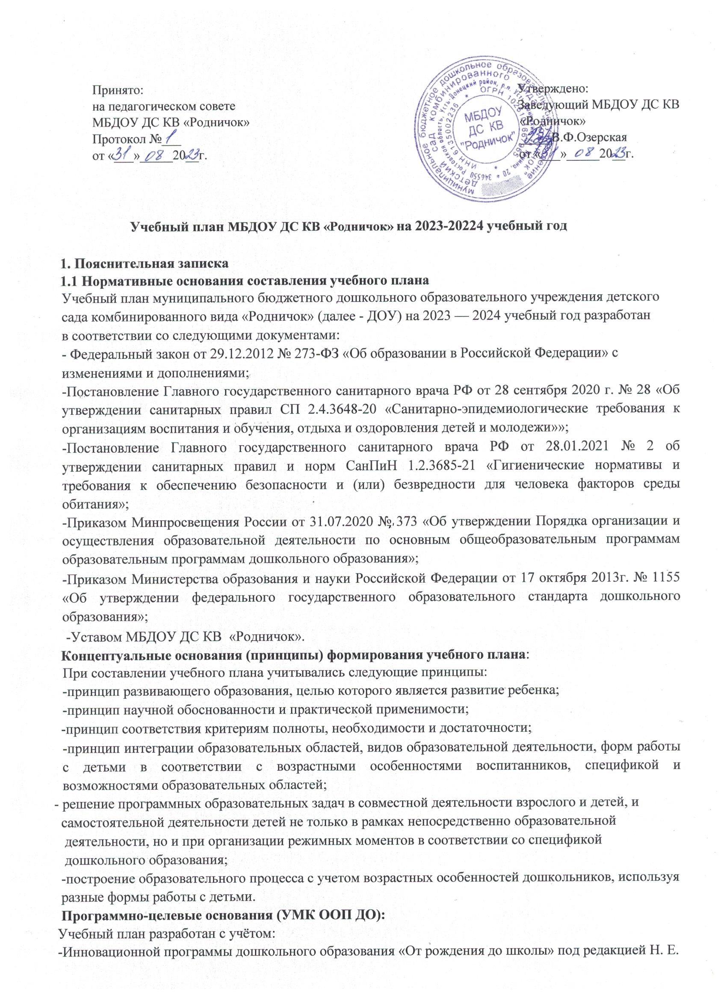 Принято:
на педагогическом совете
МБДОУ ДС КВ «Родничок»
Протокол № 1
от «31» 08 2023г.
Утверждено:
Заведующий МБДОУ ДС КВ
«Родничок»
В.Ф.Озерская
от «31» 08 2023г.
муниципальное бюджетное дошкольное образовательное учреждение
детский сад комбинированного вида "Родничок"
346550 Ростовская область, Усть-Донецкий район, р.п.
ИНН 6135002236 * ОГРН
МБДОУ
ДС КВ
"Родничок"
Учебный план МБДОУ ДС КВ «Родничок» на 2023-20224 учебный год
1. Пояснительная записка
1.1 Нормативные основания составления учебного плана
Учебный план муниципального бюджетного дошкольного образовательного учреждения детского
сада комбинированного вида «Родничок» (далее - ДОУ) на 2023 — 2024 учебный год разработан
в соответствии со следующими документами:
- Федеральный закон от 29.12.2012 № 273-ФЗ «Об образовании в Российской Федерации» с
изменениями и дополнениями;
-Постановление Главного государственного санитарного врача РФ от 28 сентября 2020 г. № 28 «Об
утверждении санитарных правил СП 2.4.3648-20 «Санитарно-эпидемиологические требования к
организациям воспитания и обучения, отдыха и оздоровления детей и молодежи»»;
-Постановление Главного государственного санитарного врача РФ от 28.01.2021 № 2 об
утверждении санитарных правил и норм СанПиН 1.2.3685-21 «Гигиенические нормативы и
требования к обеспечению безопасности и (или) безвредности для человека факторов среды
обитания»;
-Приказом Минпросвещения России от 31.07.2020 № 373 «Об утверждении Порядка организации и
осуществления образовательной деятельности по основным общеобразовательным программам
образовательным программам дошкольного образования»;
-Приказом Министерства образования и науки Российской Федерации от 17 октября 2013г. № 1155
«Об утверждении федерального государственного образовательного стандарта дошкольного
образования»;
-Уставом МБДОУ ДС КВ «Родничок».
Концептуальные основания (принципы) формирования учебного плана:
При составлении учебного плана учитывались следующие принципы:
-принцип развивающего образования, целью которого является развитие ребенка;
-принцип научной обоснованности и практической применимости;
-принцип соответствия критериям полноты, необходимости и достаточности;
-принцип интеграции образовательных областей, видов образовательной деятельности, форм работы
с детьми в соответствии с возрастными особенностями воспитанников, спецификой и
возможностями образовательных областей;
- решение программных образовательных задач в совместной деятельности взрослого и детей, и
самостоятельной деятельности детей не только в рамках непосредственно образовательной
деятельности, но и при организации режимных моментов в соответствии со спецификой
дошкольного образования;
-построение образовательного процесса с учетом возрастных особенностей дошкольников, используя
разные формы работы с детьми.
Программно-целевые основания (УМК ООП ДО):
Учебный план разработан с учётом:
-Инновационной программы дошкольного образования «От рождения до школы» под редакцией Н. Е.